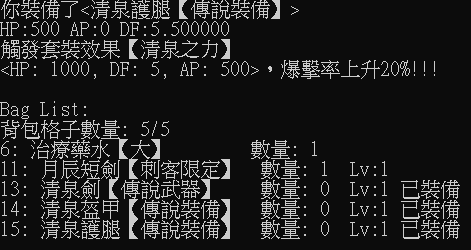 你裝備了<清泉護腿【傳說裝備】>
HP:500 AP:0 DF:5.500000
觸發套裝效果【清泉之力】
<HP: 1000, DF: 5, AP: 500>，爆擊率上升20%!!!
Bag List:
背包格子數量: 5/5
6: 治療藥水【大】 數量: 1
11: 月辰短劍【刺客限定】 數量: 1 Lv:1
13: 清泉劍【傳說武器】 數量: 0 Lv:1 已裝備
14: 清泉盔甲【傳說裝備】 數量: 0 Lv:1 已裝備
15: 清泉護腿【傳說裝備】 數量: 0 Lv:1 已裝備